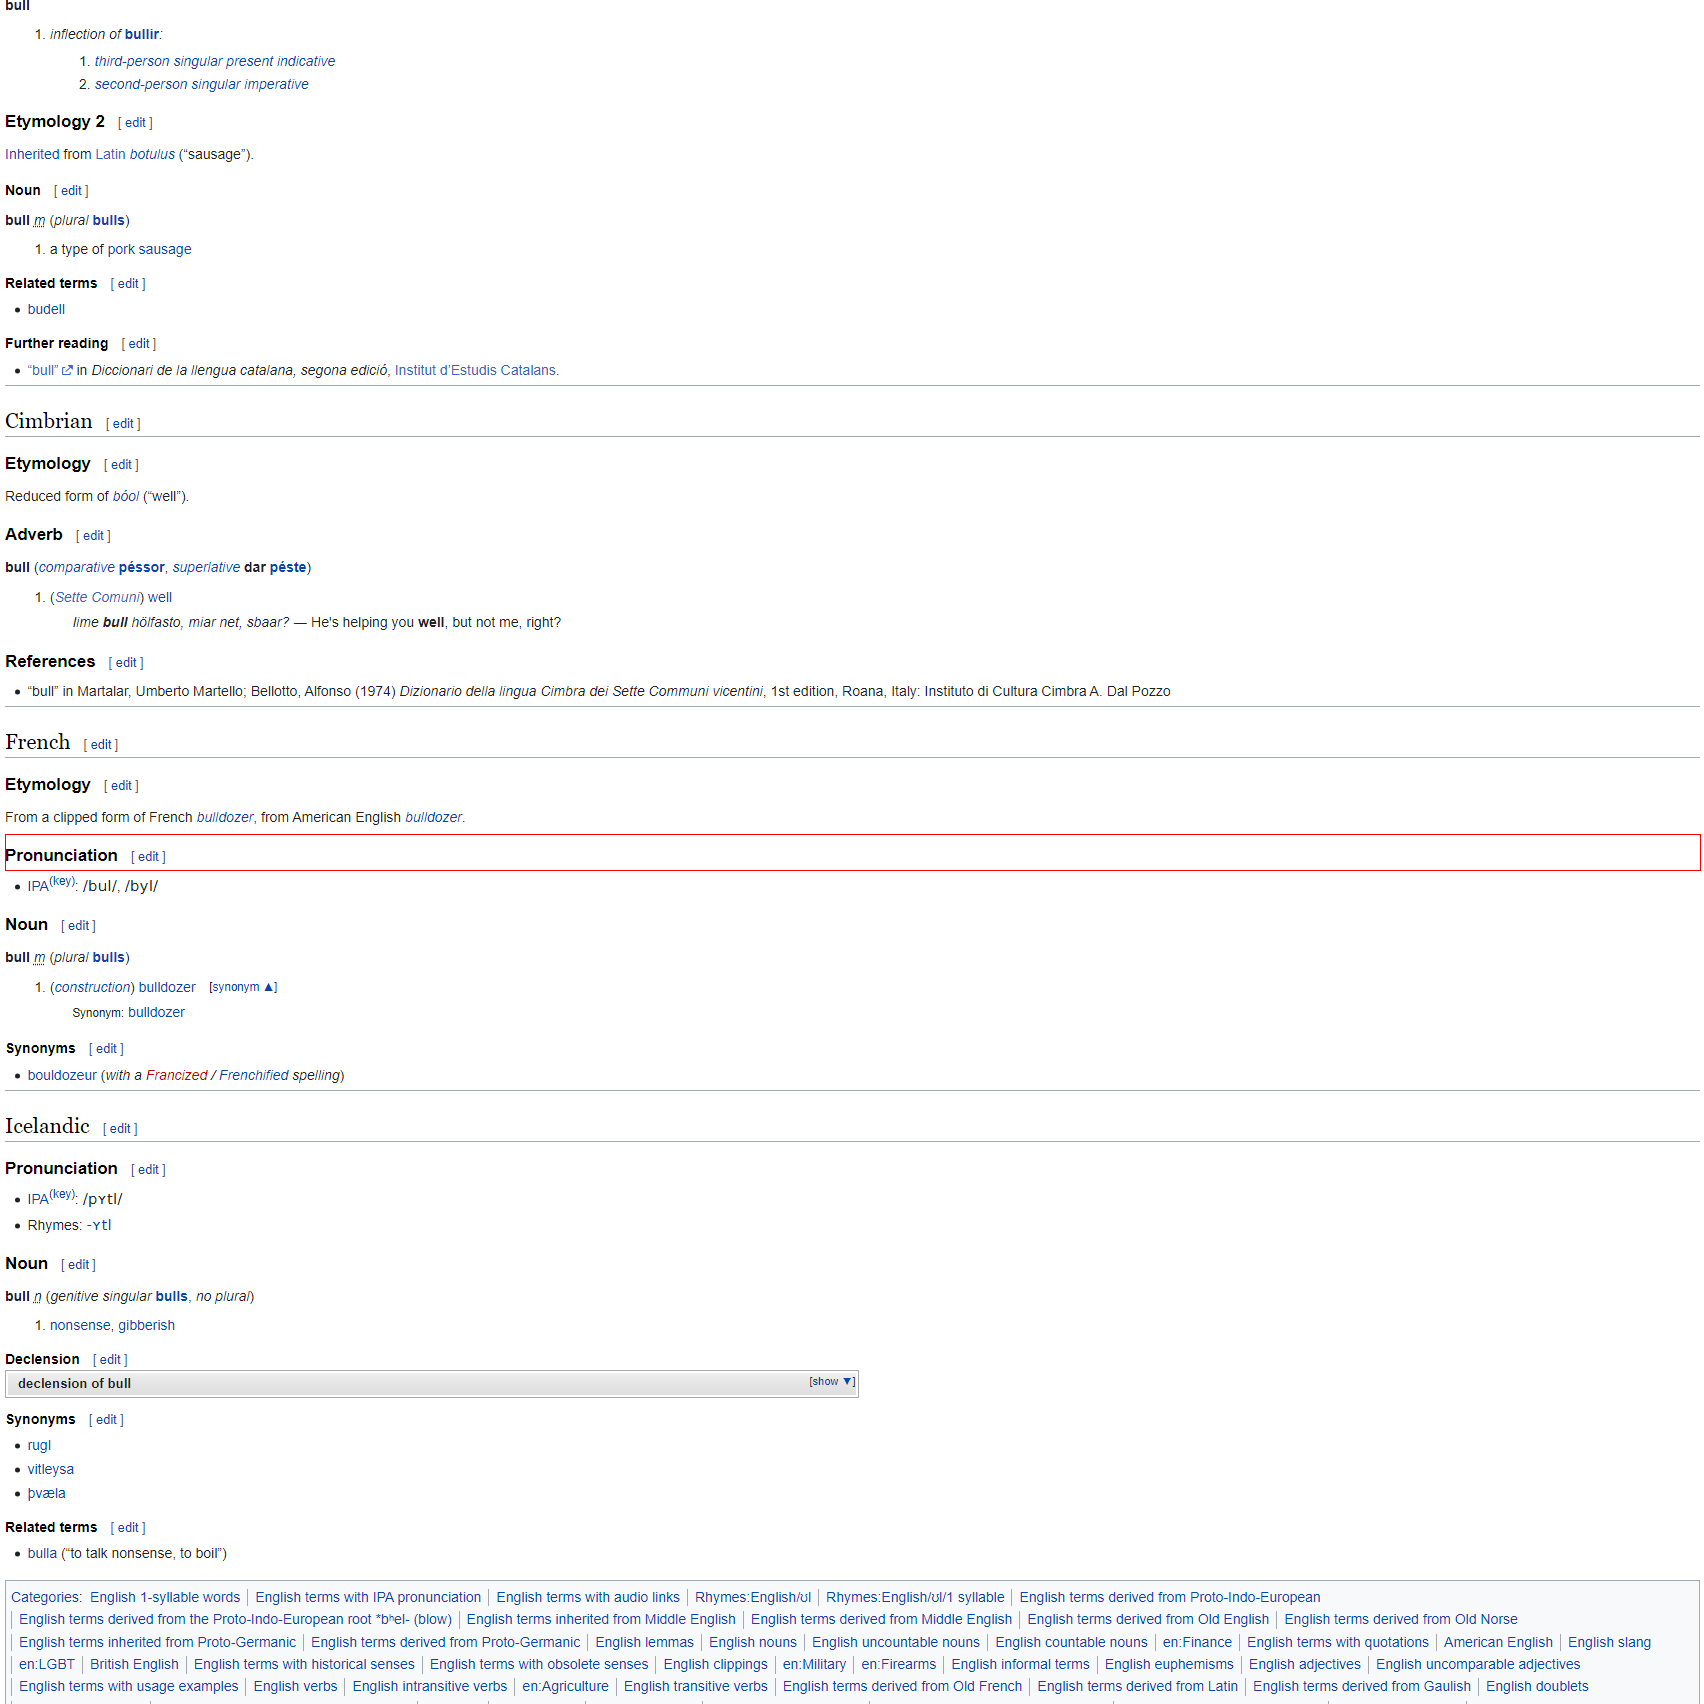 bull
1. inflection of bullir:
1. third-person singular present indicative
2. second-person singular imperative
Etymology 2 [ edit ]
Inherited from Latin botulus (“sausage”).
Noun [ edit ]
bull m (plural bulls)
1. a type of pork sausage
Related terms [ edit ]
• budell
Further reading [ edit ]
• “bull” in Diccionari de la llengua catalana, segona edició, Institut d’Estudis Catalans.
Cimbrian [ edit ]
Etymology [ edit ]
Reduced form of bóol (“well”).
Adverb [ edit ]
bull (comparative péssor, superlative dar péste)
1. (Sette Comuni) well
Iime bull hölfasto, miar net, sbaar? — He's helping you well, but not me, right?
References [ edit ]
• “bull” in Martalar, Umberto Martello; Bellotto, Alfonso (1974) Dizionario della lingua Cimbra dei Sette Communi vicentini, 1st edition, Roana, Italy: Instituto di Cultura Cimbra A. Dal Pozzo
French [ edit ]
Etymology [ edit ]
From a clipped form of French bulldozer, from American English bulldozer.
Pronunciation [ edit ]
• IPA(key): /bul/, /byl/
Noun [ edit ]
bull m (plural bulls)
1. (construction) bulldozer [synonym ▲]
Synonym: bulldozer
Synonyms [ edit ]
• bouldozeur (with a Francized / Frenchified spelling)
Icelandic [ edit ]
Pronunciation [ edit ]
• IPA(key): /pʏtl/
• Rhymes: -ʏtl
Noun [ edit ]
bull n (genitive singular bulls, no plural)
1. nonsense, gibberish
Declension [ edit ]
declension of bull [show ▼]
Synonyms [ edit ]
• rugl
• vitleysa
• þvæla
Related terms [ edit ]
• bulla (“to talk nonsense, to boil”)
Categories: English 1-syllable words | English terms with IPA pronunciation | English terms with audio links | Rhymes:English/ʊl | Rhymes:English/ʊl/1 syllable | English terms derived from Proto-Indo-European
| English terms derived from the Proto-Indo-European root *bʰel- (blow) | English terms inherited from Middle English | English terms derived from Middle English | English terms derived from Old English | English terms derived from Old Norse
| English terms inherited from Proto-Germanic | English terms derived from Proto-Germanic | English lemmas | English nouns | English uncountable nouns | English countable nouns | en:Finance | English terms with quotations | American English | English slang
| en:LGBT | British English | English terms with historical senses | English terms with obsolete senses | English clippings | en:Military | en:Firearms | English informal terms | English euphemisms | English adjectives | English uncomparable adjectives
| English terms with usage examples | English verbs | English intransitive verbs | en:Agriculture | English transitive verbs | English terms derived from Old French | English terms derived from Latin | English terms derived from Gaulish | English doublets